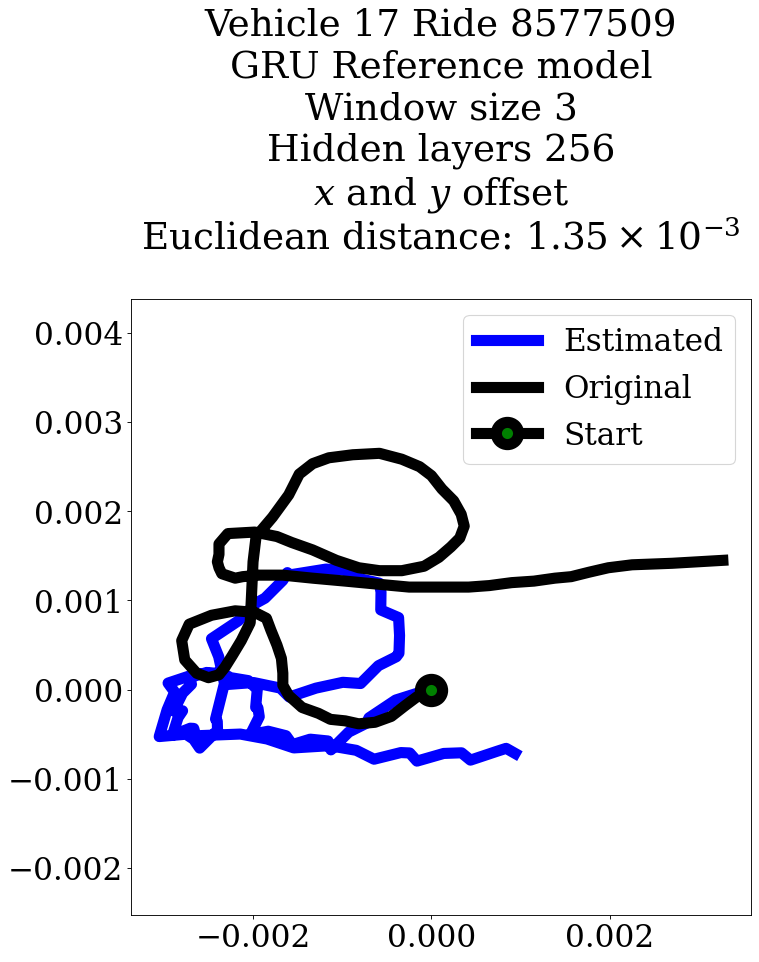 Vehicle 17 Ride 8577509
GRU Reference model
Window size 3
Hidden layers 256
x and y offset
Euclidean distance: 1.35 × 10⁻³
Estimated
Original
Start
0.004
0.003
0.002
0.001
0.000
−0.001
−0.002
−0.002 0.000 0.002